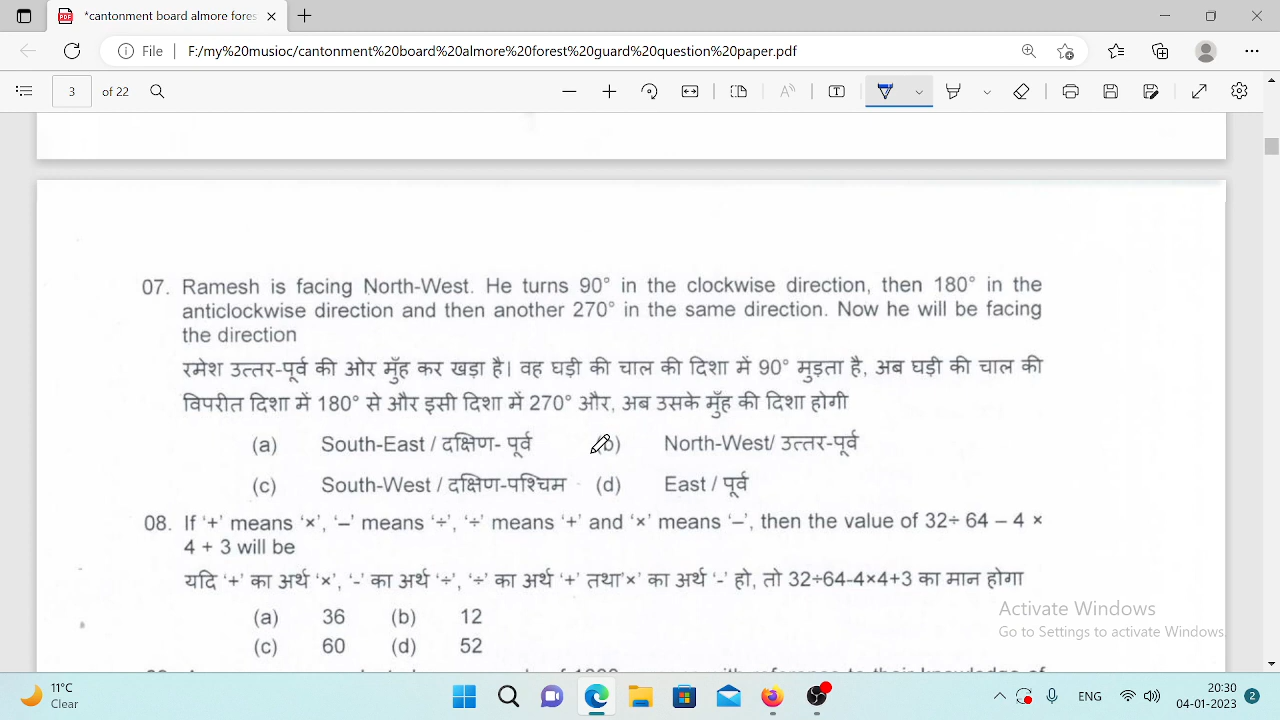 *cantonment board almore fores
File
F:/my%20musioc/cantonment%20board%20almore%20forest%20guard%20question%20paper.pdf
3 of 22
07. Ramesh is facing North-West. He turns 90° in the clockwise direction, then 180° in the
anticlockwise direction and then another 270° in the same direction. Now he will be facing
the direction
रमेश उत्तर-पूर्व की ओर मुँह कर खड़ा है। वह घड़ी की चाल की दिशा में 90° मुड़ता है, अब घड़ी की चाल की
विपरीत दिशा में 180° से और इसी दिशा में 270° और, अब उसके मुँह की दिशा होगी
(a) South-East / दक्षिण- पूर्व (b) North-West/ उत्तर-पूर्व
(c) South-West / दक्षिण-पश्चिम (d) East / पूर्व
08. If '+' means '×', '–' means '÷', '÷' means '+' and '×' means '–', then the value of 32÷ 64 – 4 ×
4 + 3 will be
यदि '+' का अर्थ '×', '-' का अर्थ '÷', '÷' का अर्थ '+' तथा'×' का अर्थ '-' हो, तो 32÷64-4×4+3 का मान होगा
(a) 36 (b) 12
(c) 60 (d) 52
Activate Windows
Go to Settings to activate Windows.
11°C
Clear
ENG
20:30
04-01-2023
2